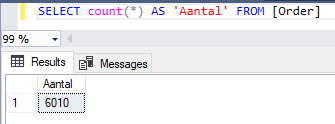 SELECT count(*) AS 'Aantal' FROM [Order]
99 %
Results Messages
Aantal
1 6010